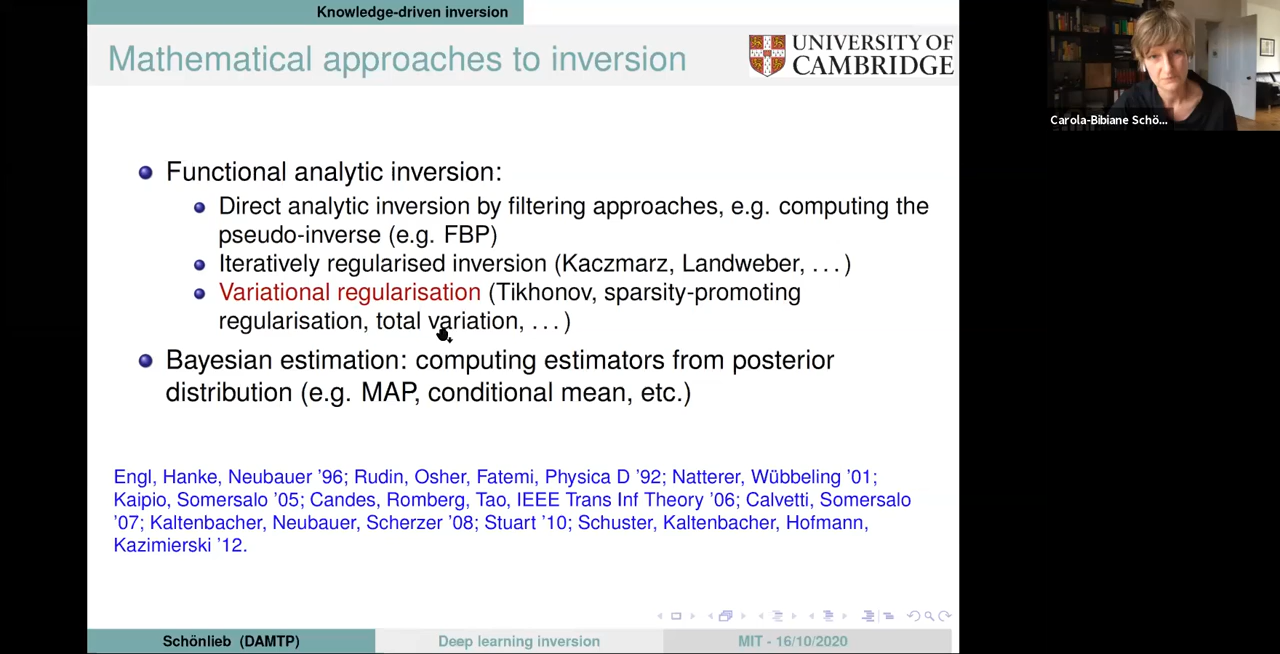 Knowledge-driven inversion
Mathematical approaches to inversion
UNIVERSITY OF
CAMBRIDGE
Carola-Bibiane Schö...
Functional analytic inversion:
Direct analytic inversion by filtering approaches, e.g. computing the
pseudo-inverse (e.g. FBP)
Iteratively regularised inversion (Kaczmarz, Landweber, . . . )
Variational regularisation (Tikhonov, sparsity-promoting
regularisation, total variation, . . . )
Bayesian estimation: computing estimators from posterior
distribution (e.g. MAP, conditional mean, etc.)
Engl, Hanke, Neubauer '96; Rudin, Osher, Fatemi, Physica D '92; Natterer, Wübbeling '01;
Kaipio, Somersalo '05; Candes, Romberg, Tao, IEEE Trans Inf Theory '06; Calvetti, Somersalo
'07; Kaltenbacher, Neubauer, Scherzer '08; Stuart '10; Schuster, Kaltenbacher, Hofmann,
Kazimierski '12.
Schönlieb (DAMTP)
Deep learning inversion
MIT - 16/10/2020